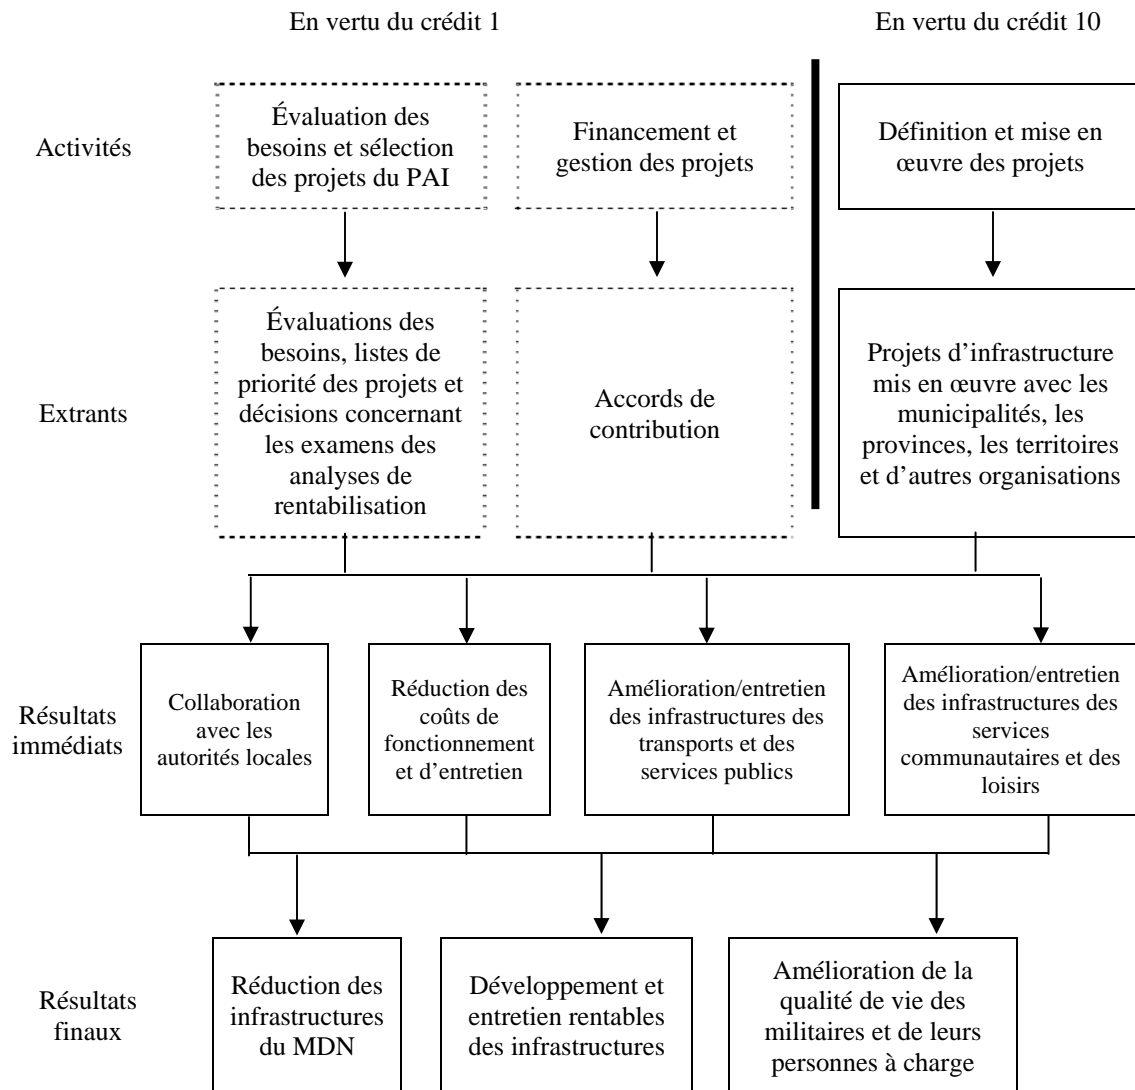 En vertu du crédit 1
En vertu du crédit 10
Activités
Évaluation des
besoins et sélection
des projets du PAI
Financement et
gestion des projets
Définition et mise en
œuvre des projets
Extrants
Évaluations des
besoins, listes de
priorité des projets et
décisions concernant
les examens des
analyses de
rentabilisation
Accords de
contribution
Projets d’infrastructure
mis en œuvre avec les
municipalités, les
provinces, les territoires
et d’autres organisations
Résultats
immédiats
Collaboration
avec les
autorités locales
Réduction des
coûts de
fonctionnement
et d’entretien
Amélioration/entretien
des infrastructures des
transports et des
services publics
Amélioration/entretien
des infrastructures des
services
communautaires et des
loisirs
Résultats
finaux
Réduction des
infrastructures
du MDN
Développement et
entretien rentables
des infrastructures
Amélioration de la
qualité de vie des
militaires et de leurs
personnes à charge